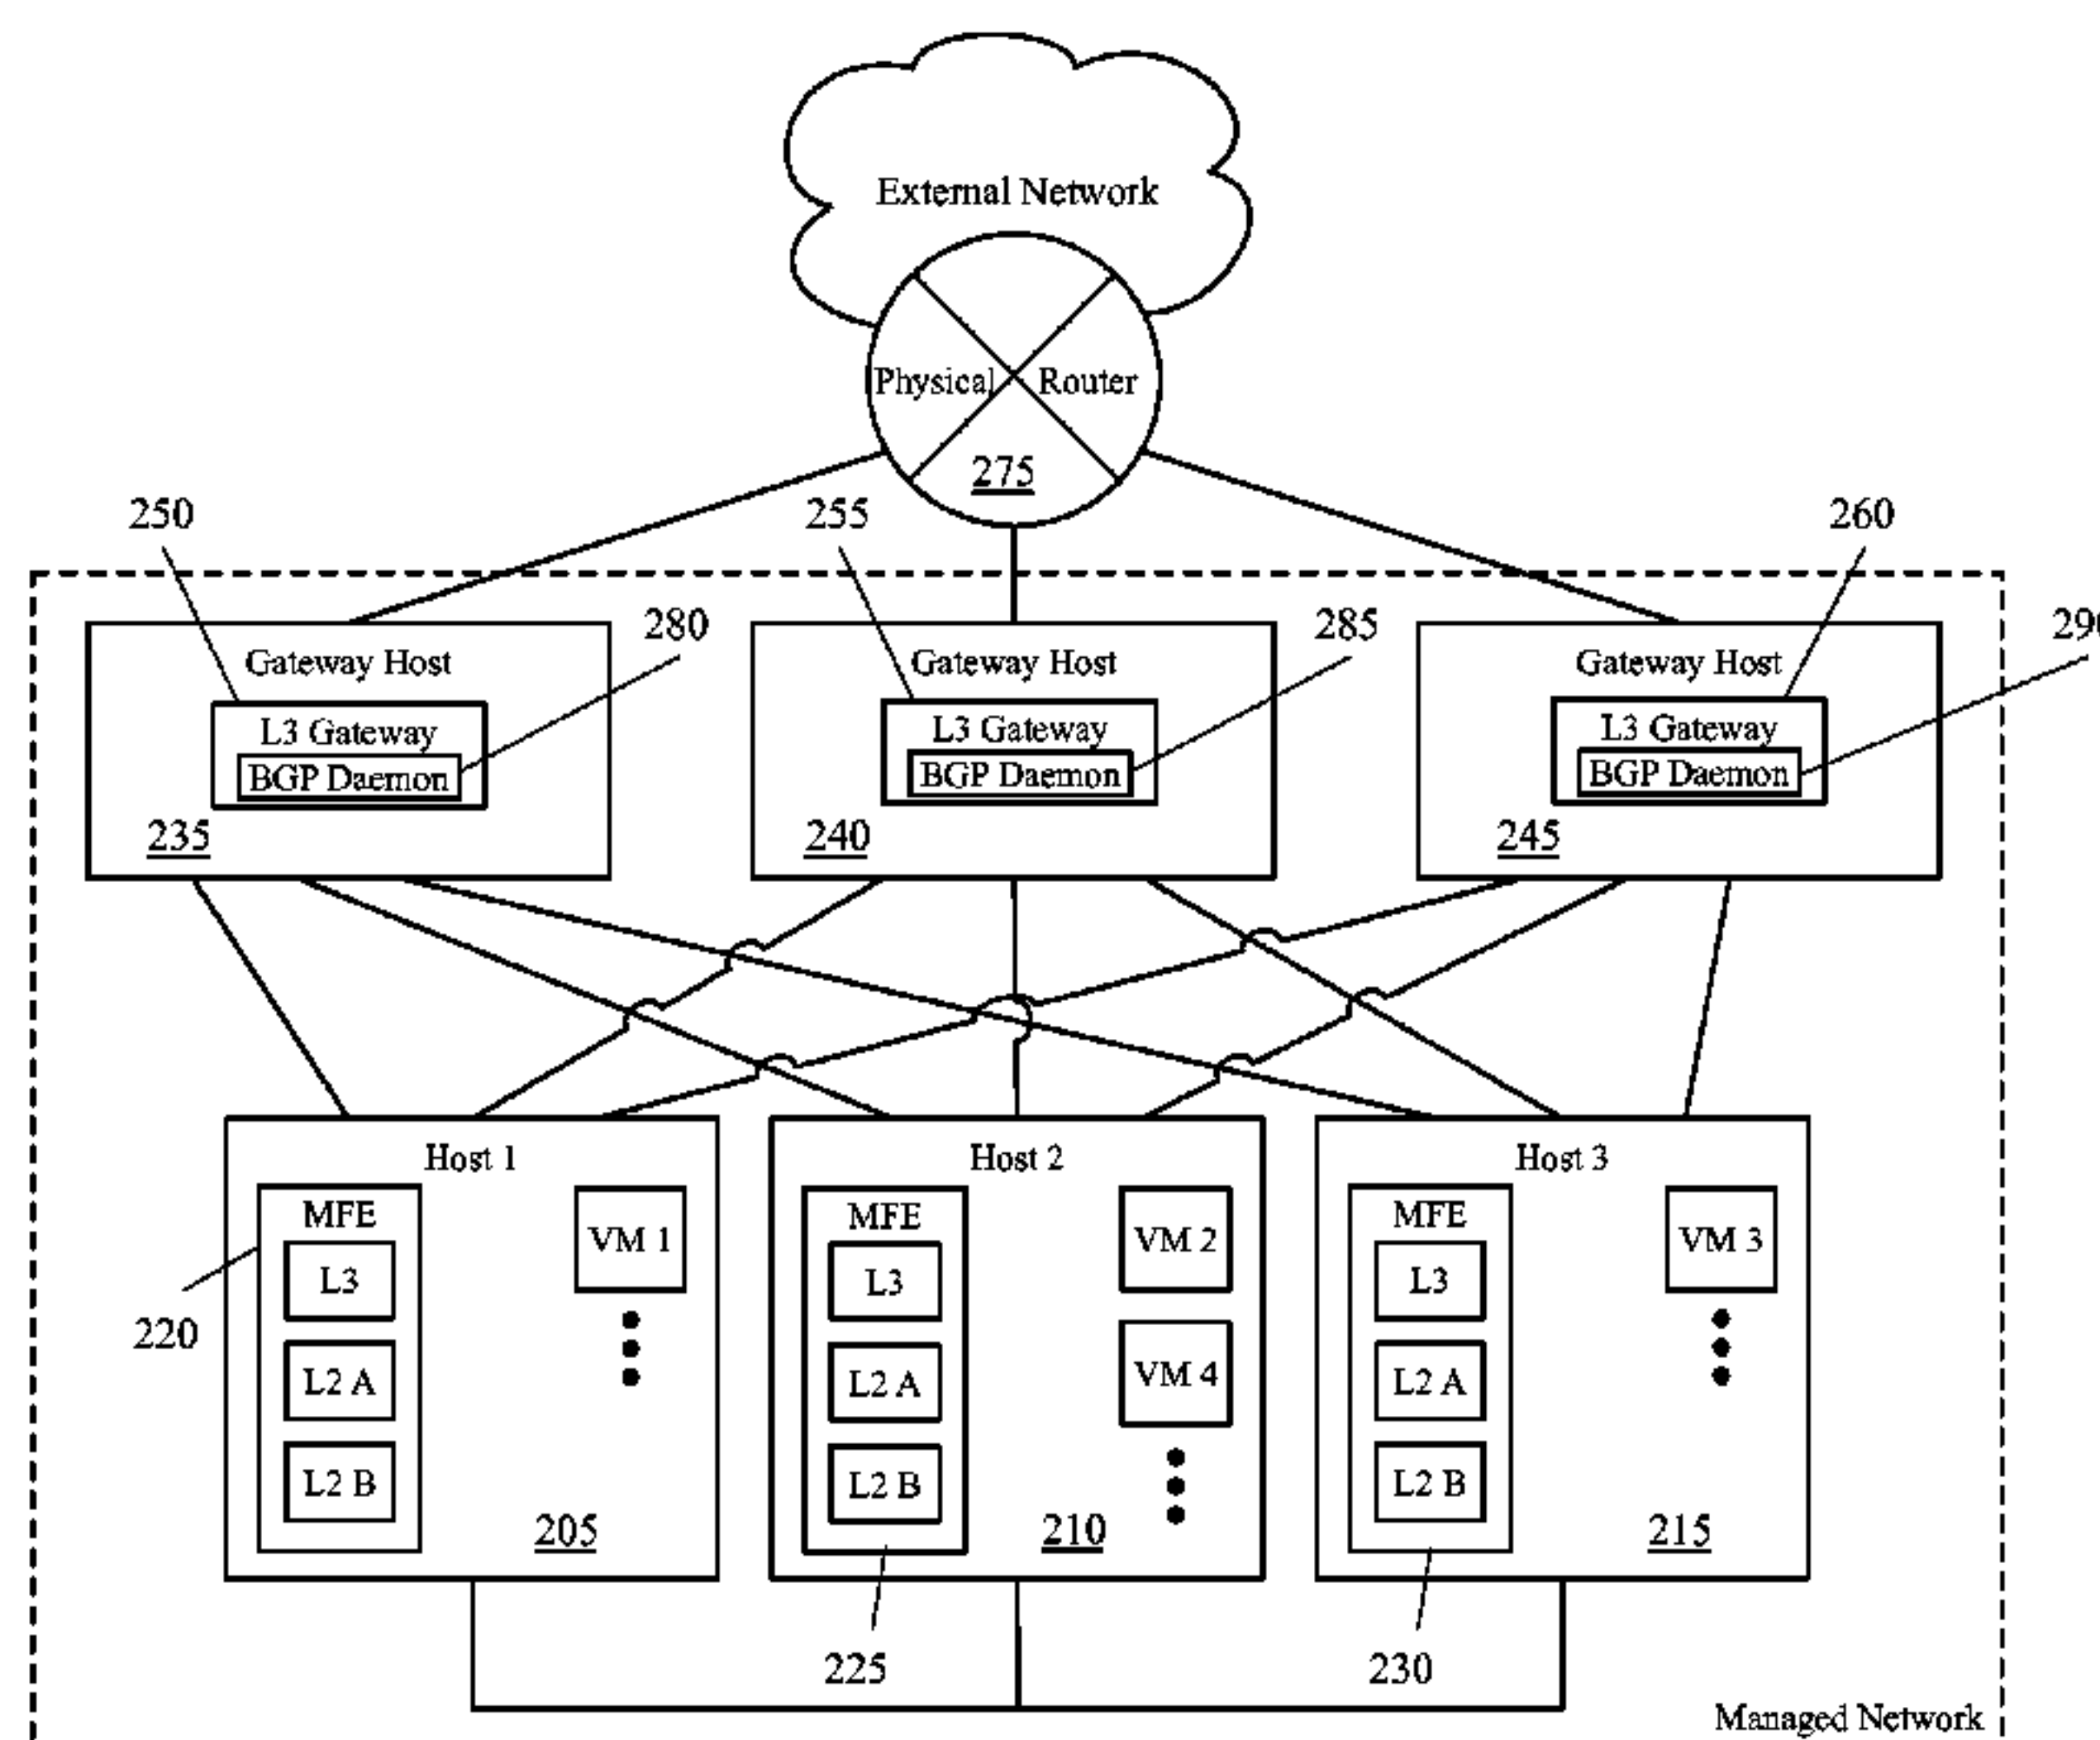 External Network
Physical Router
275
250
255
260
280
285
290
Gateway Host
L3 Gateway
BGP Daemon
235
Gateway Host
L3 Gateway
BGP Daemon
240
Gateway Host
L3 Gateway
BGP Daemon
245
Host 1
MFE
L3
L2 A
L2 B
VM 1
205
220
Host 2
MFE
L3
L2 A
L2 B
VM 2
VM 4
210
225
Host 3
MFE
L3
L2 A
L2 B
VM 3
215
230
Managed Network